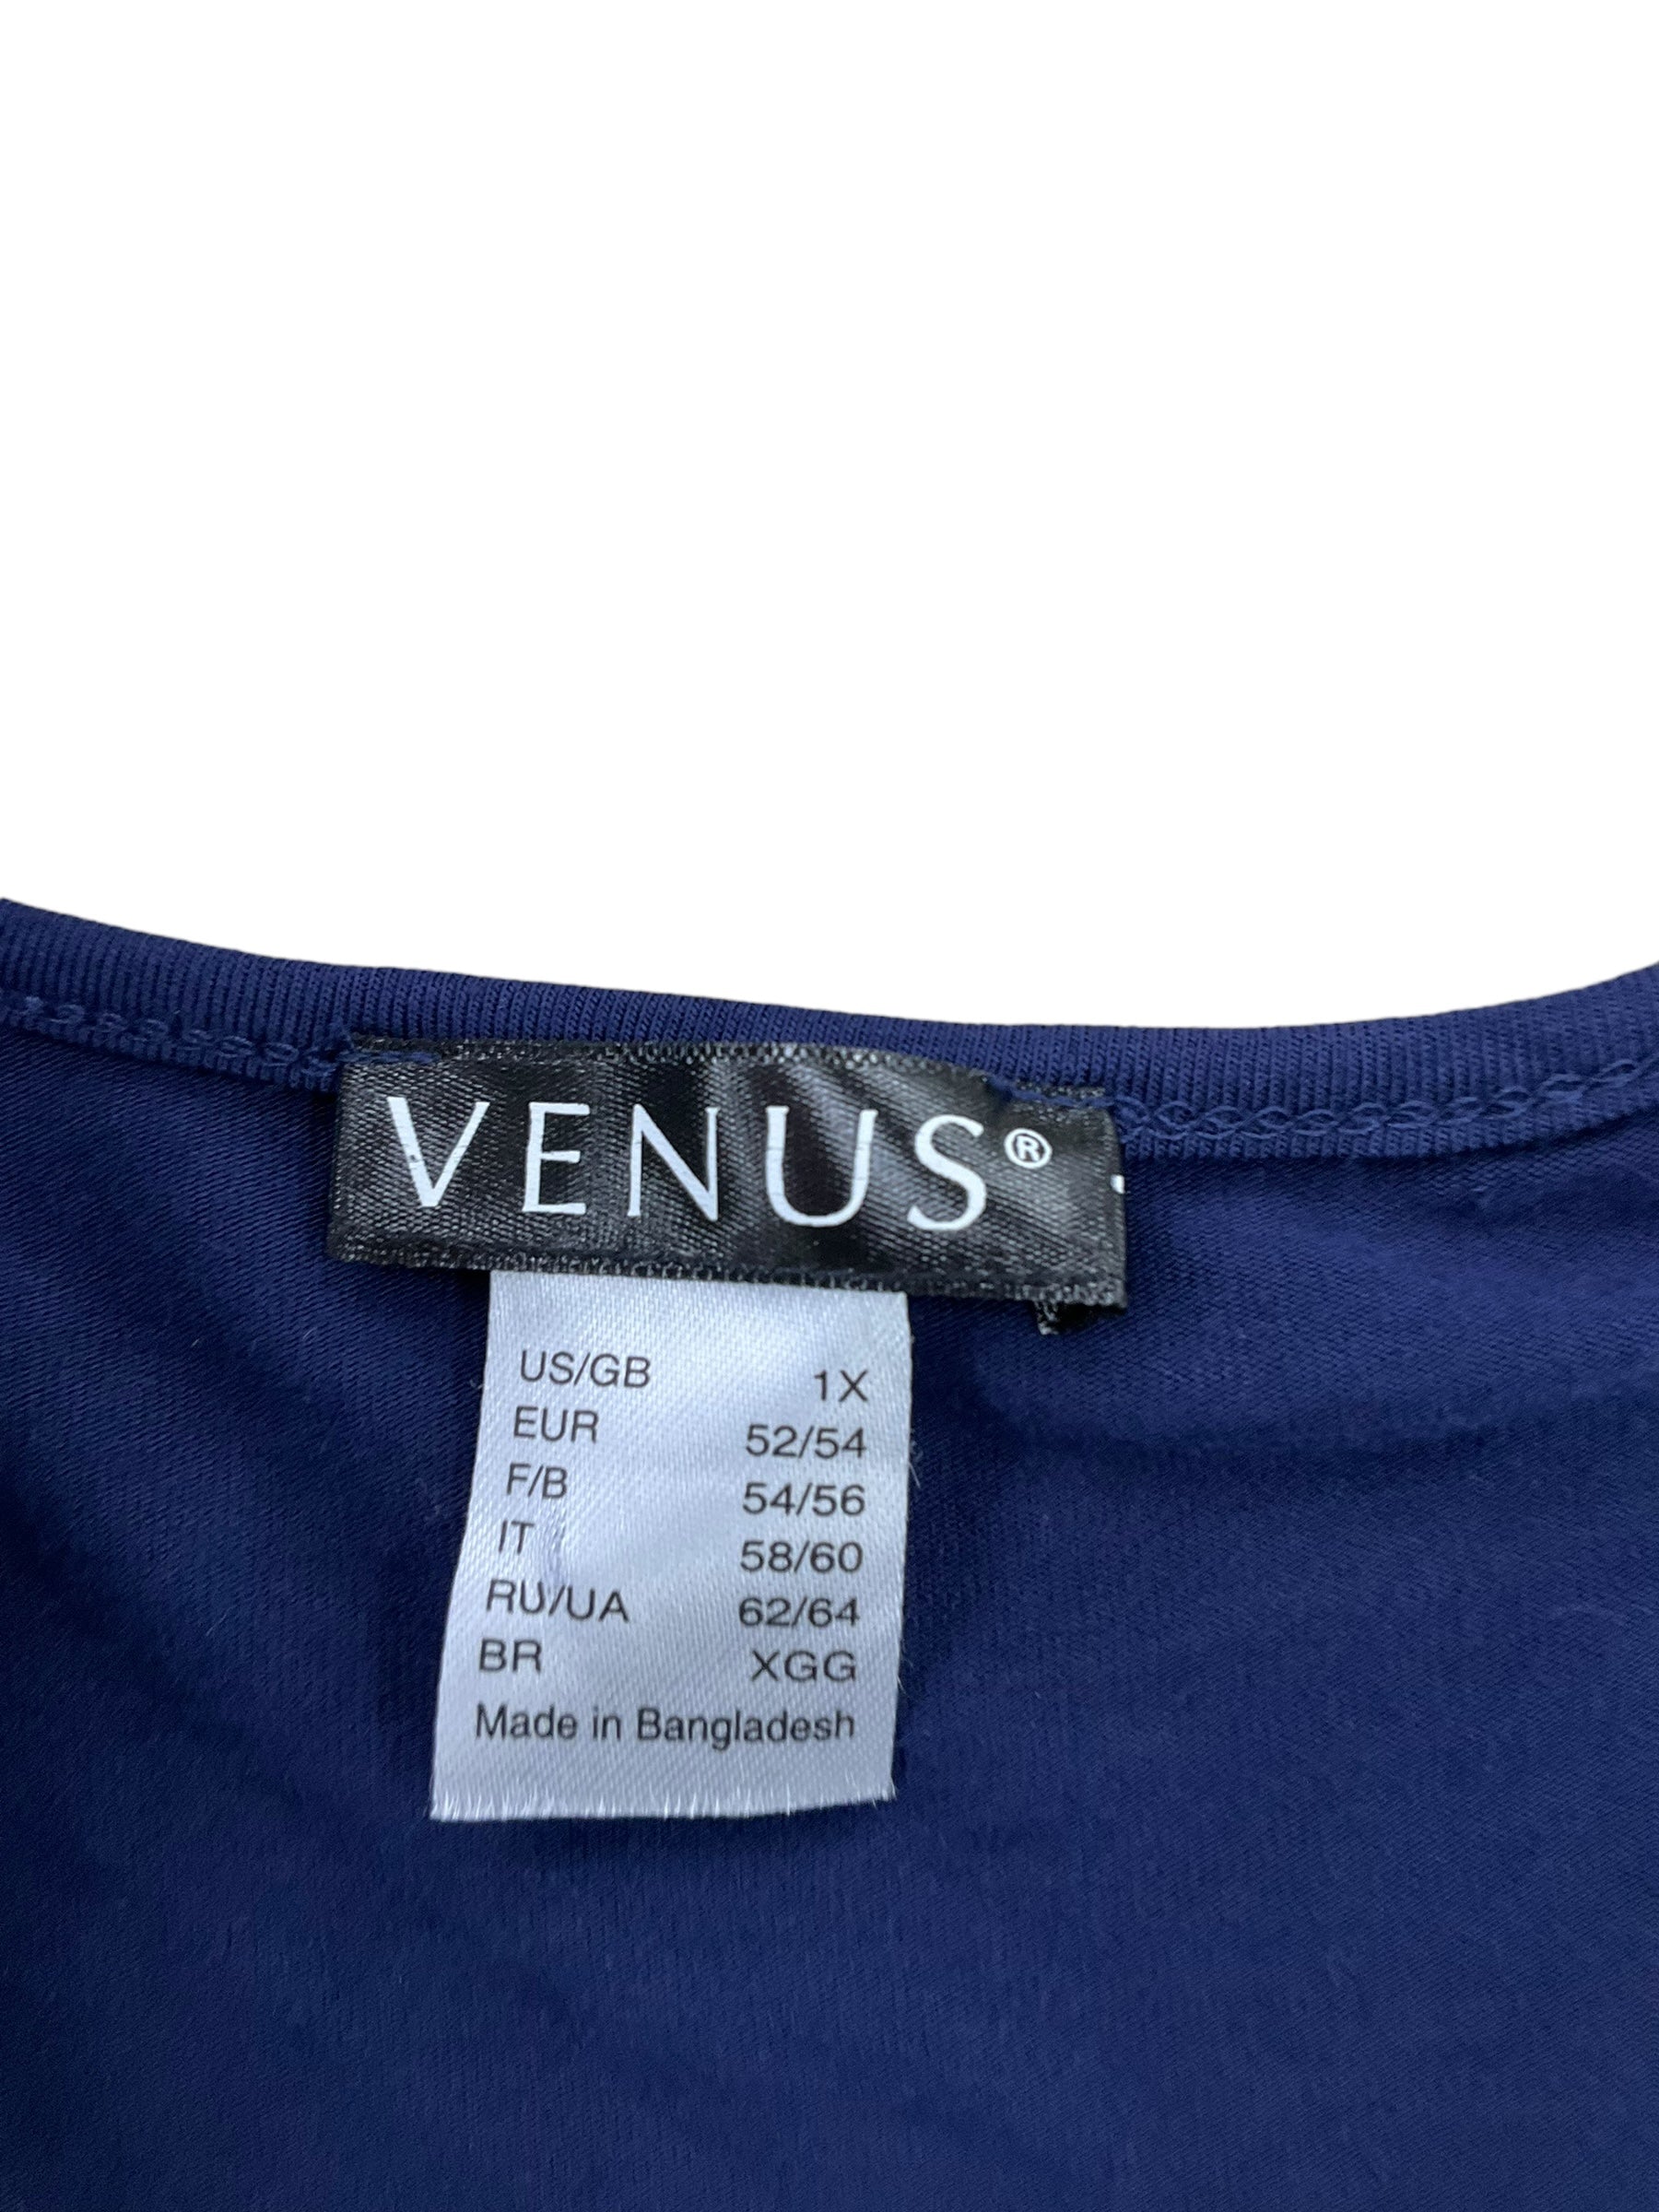 VENUS®
US/GB 1X
EUR 52/54
F/B 54/56
IT 58/60
RU/UA 62/64
BR XGG
Made in Bangladesh